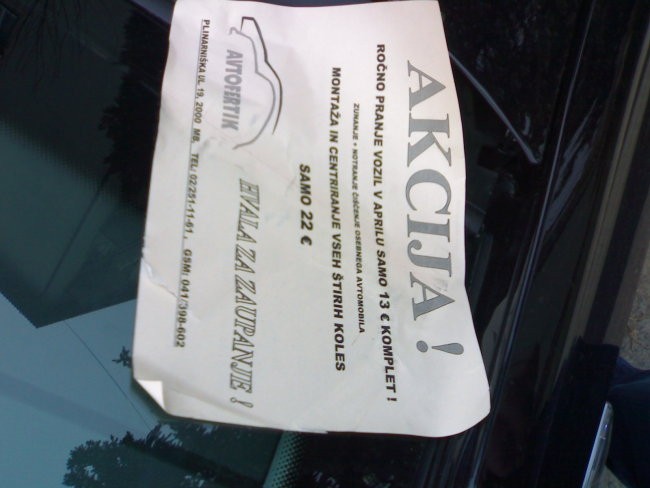 AKCIJA !
ROČNO PRANJE VOZIL V APRILU SAMO 13 € KOMPLET !
ZUNANJE + NOTRANJE ČIŠČENJE OSEBNEGA AVTOMOBILA
MONTAŽA IN CENTRIRANJE VSEH ŠTIRIH KOLES
SAMO 22 €
AVTOFERTIK
HVALA ZA ZAUPANJE !
PLINARNIŠKA UL. 19, 2000 MB, TEL: 02/251-11-61 , GSM: 041/398-602